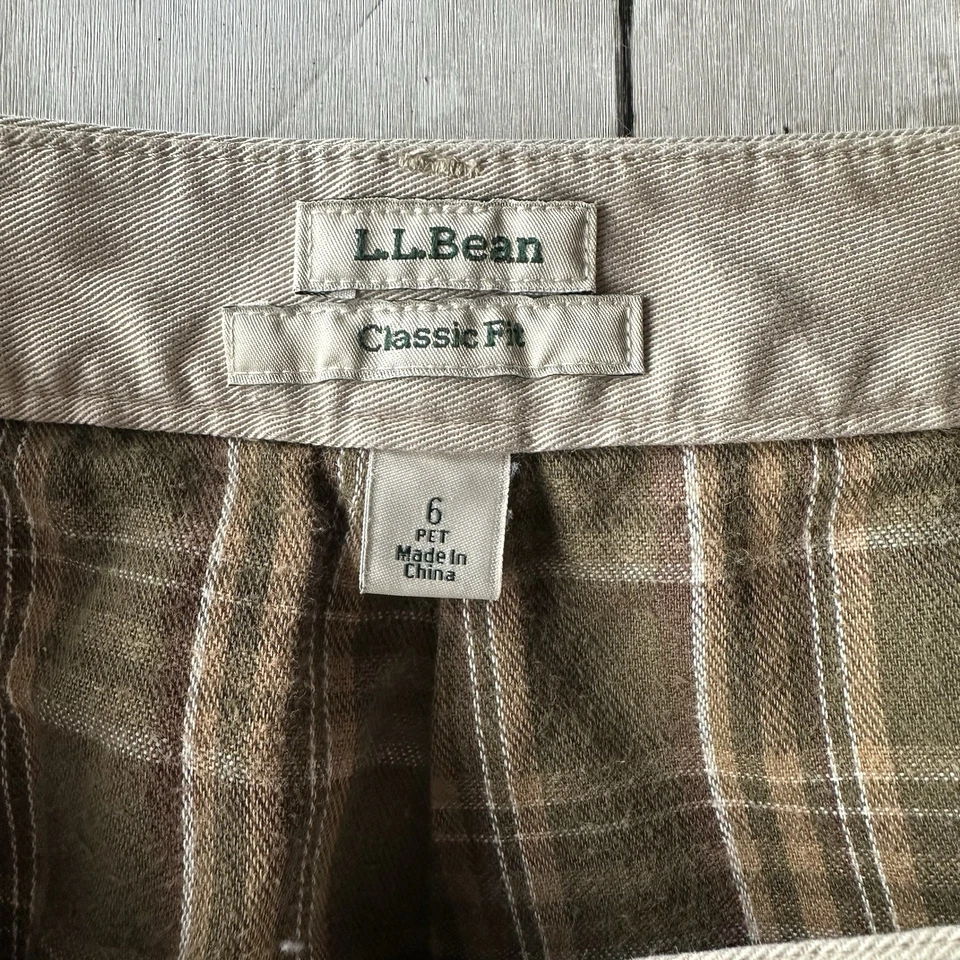 L.L.Bean
Classic Fit
6
PET
Made In
China